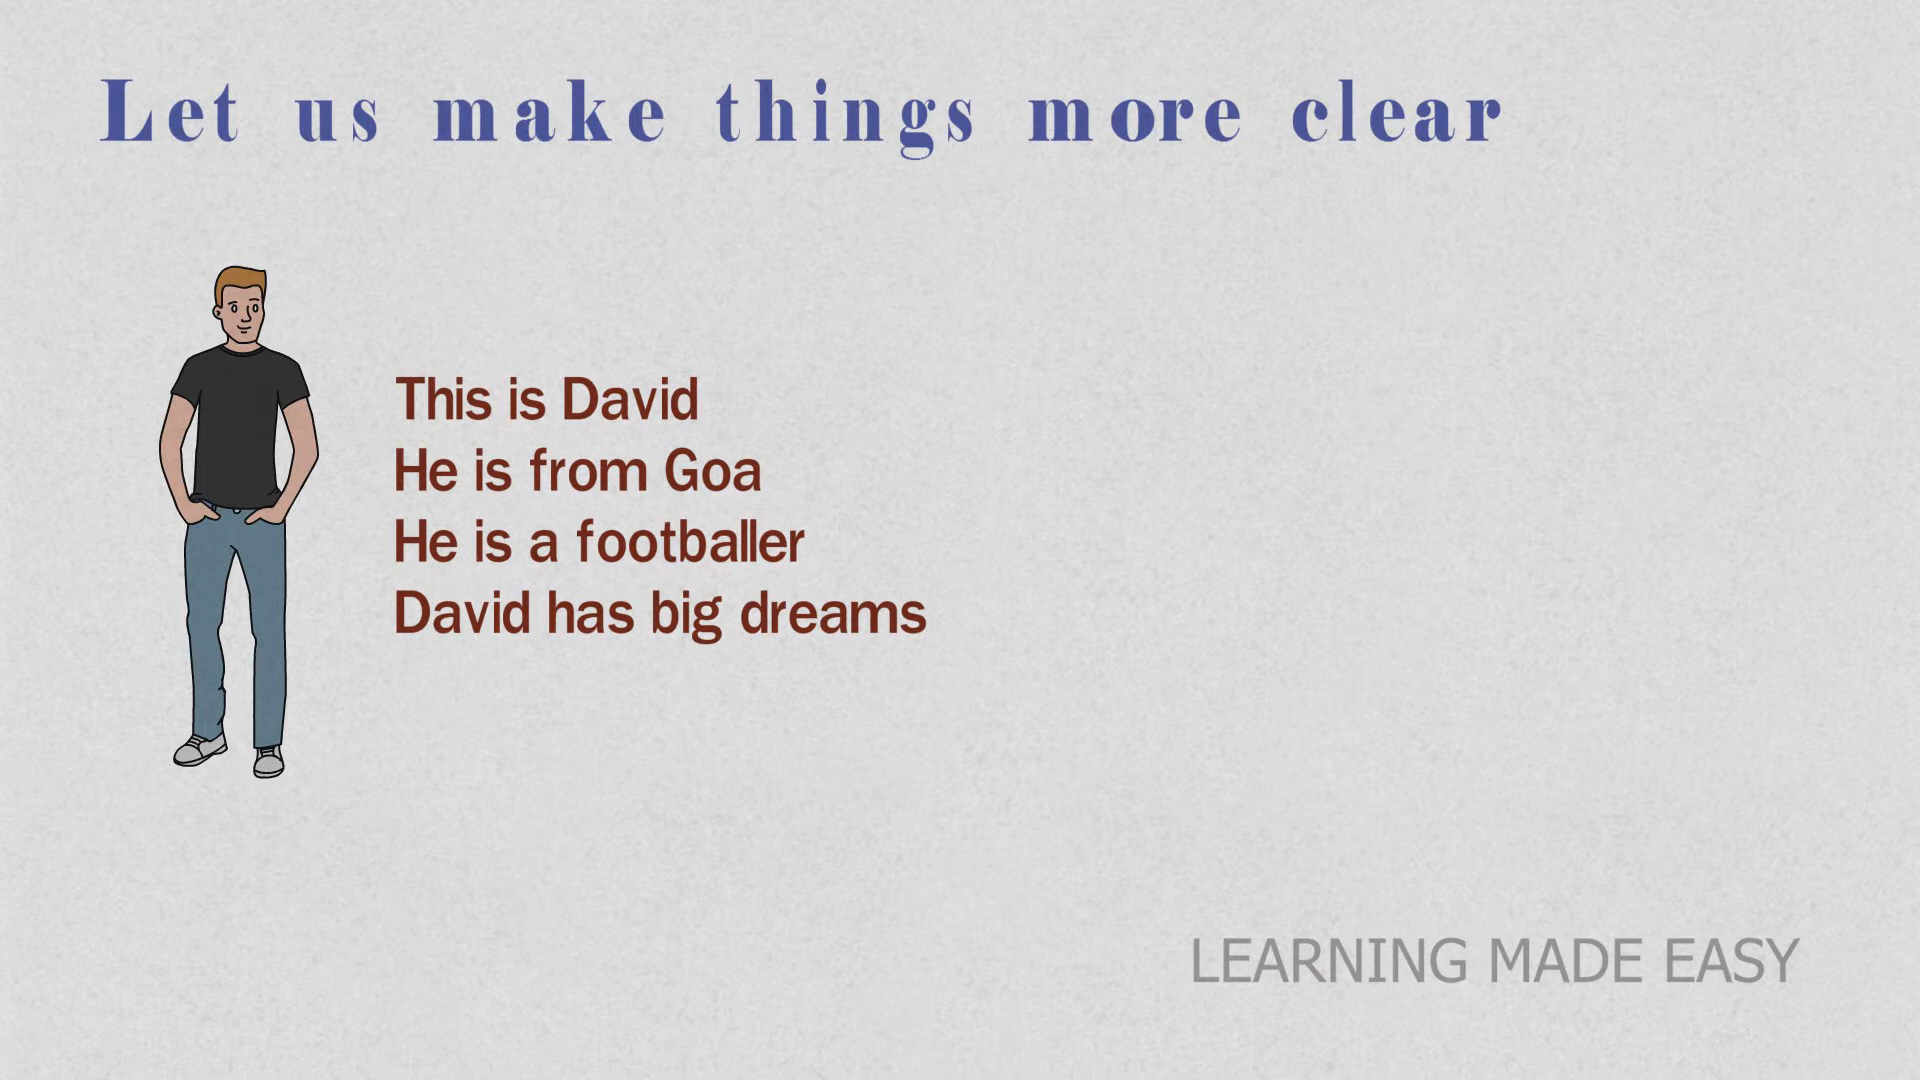 Let us make things more clear
This is David
He is from Goa
He is a footballer
David has big dreams
LEARNING MADE EASY